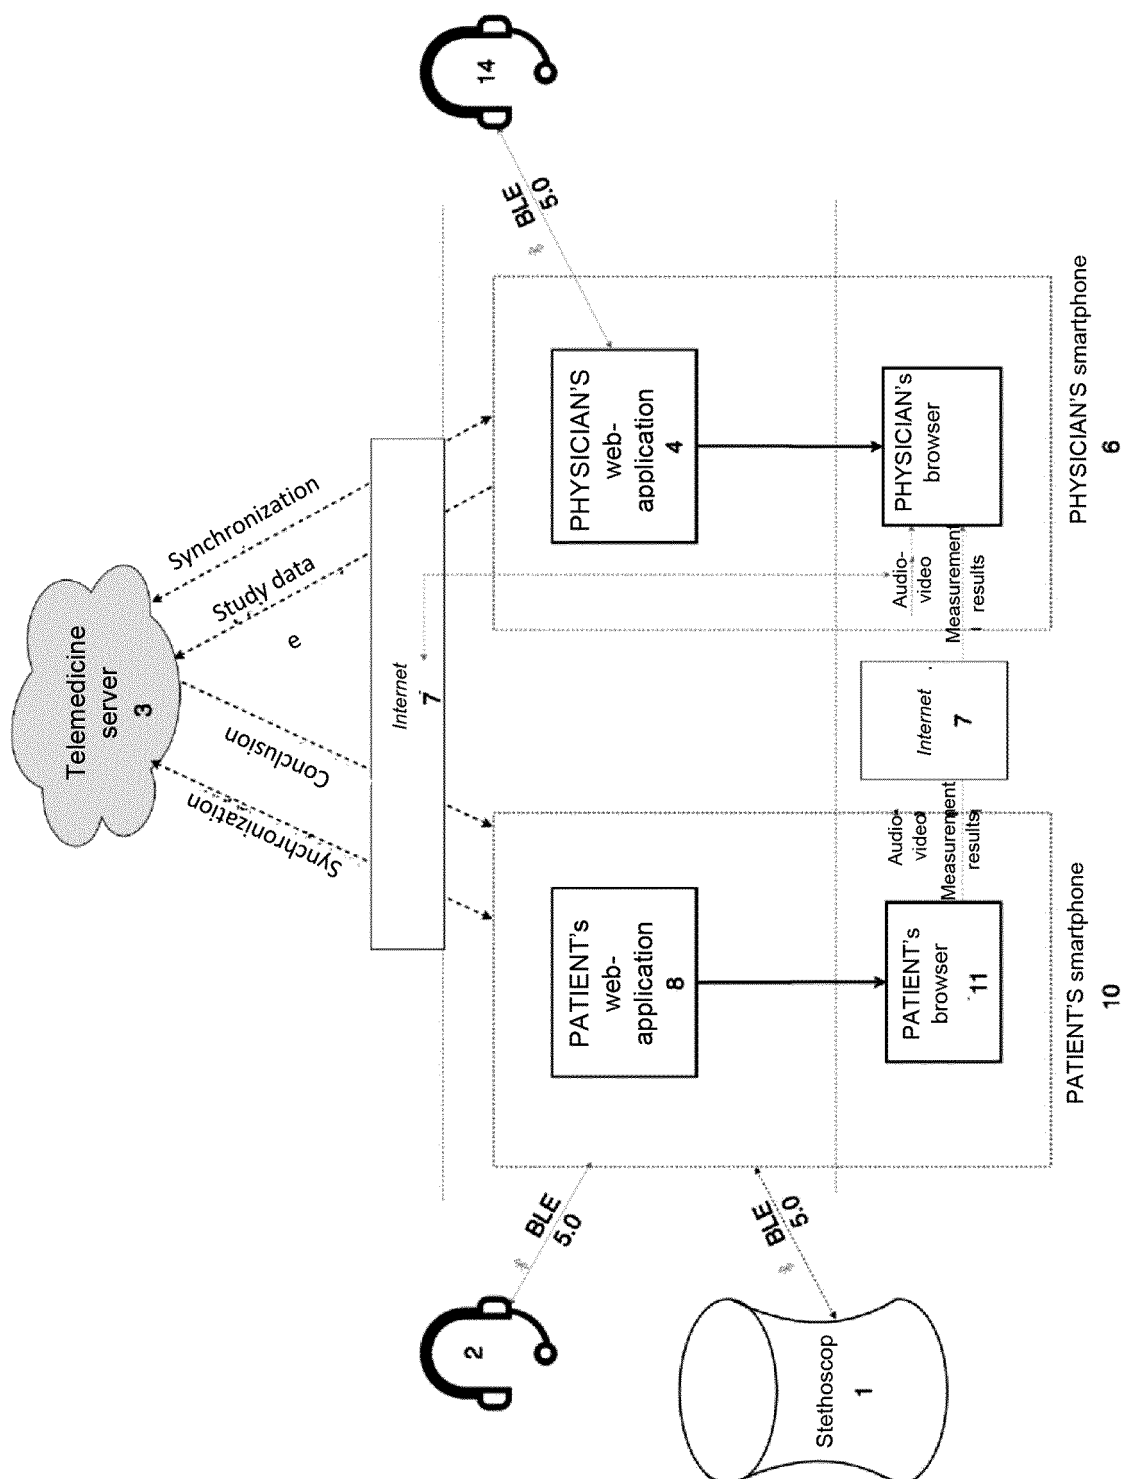 Telemedicine
server
3
Synchronization
Conclusion
Study data
e
Synchronization
Internet
7
2
BLE
5.0
14
BLE
5.0
Stethoscop
1
BLE
5.0
PATIENT's
web-
application
8
PHYSICIAN'S
web-
application
4
PATIENT's
browser
11
Audio
video
Measurement
results
Internet
7
Audio-
video
Measurement
results
PHYSICIAN's
browser
PATIENT'S smartphone
10
PHYSICIAN'S smartphone
6